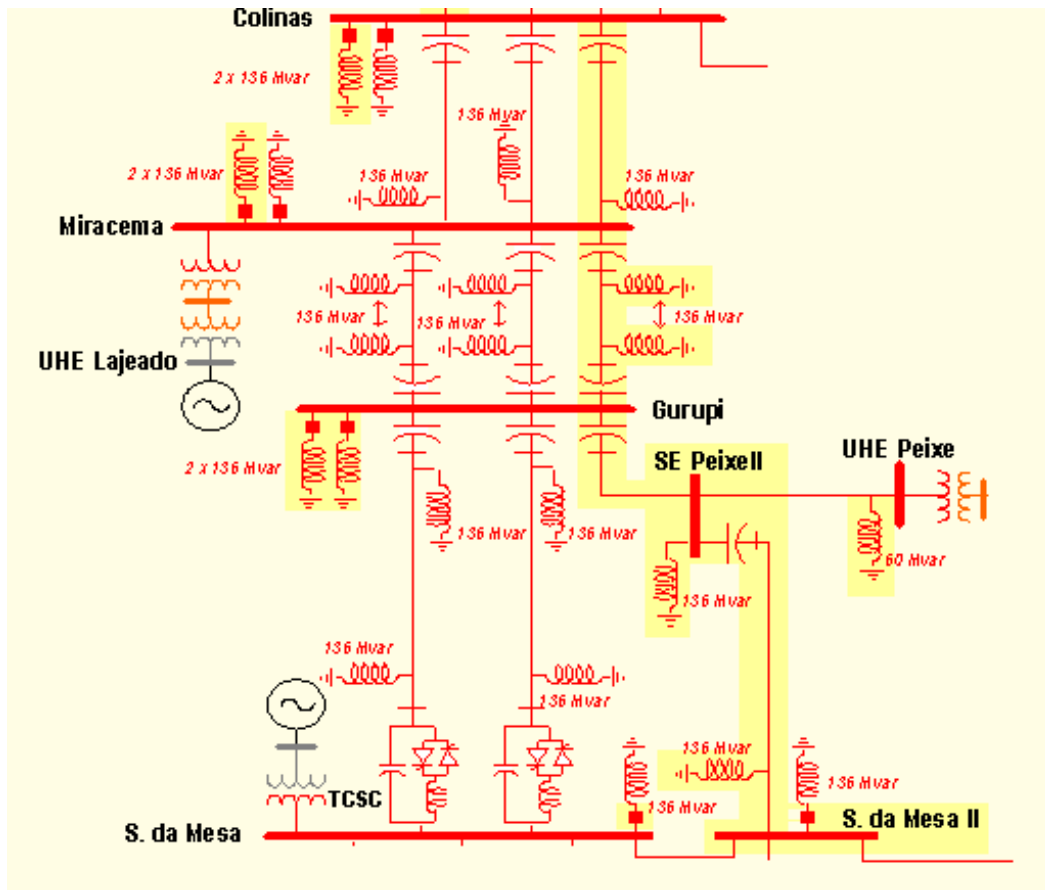 Colinas
2 x 136 Mvar
136 Mvar
2 x 136 Mvar
136 Mvar
136 Mvar
Miracema
136 Mvar
136 Mvar
136 Mvar
UHE Lajeado
Gurupi
2 x 136 Mvar
SE PeixeII
UHE Peixe
136 Mvar
136 Mvar
60 Mvar
136 Mvar
136 Mvar
136 Mvar
136 Mvar
136 Mvar
TCSC
136 Mvar
S. da Mesa
S. da Mesa II